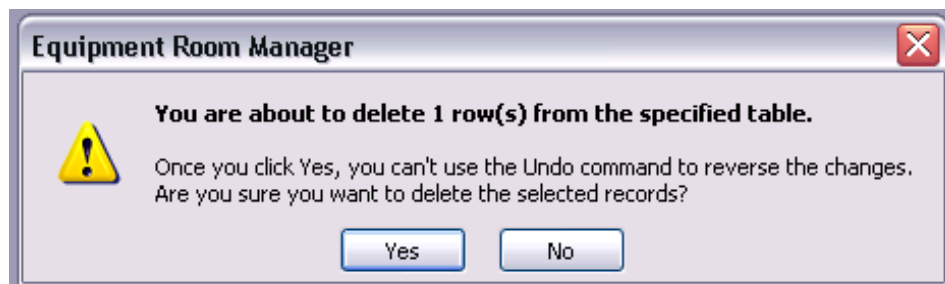 Equipment Room Manager
You are about to delete 1 row(s) from the specified table.
Once you click Yes, you can't use the Undo command to reverse the changes.
Are you sure you want to delete the selected records?
Yes No